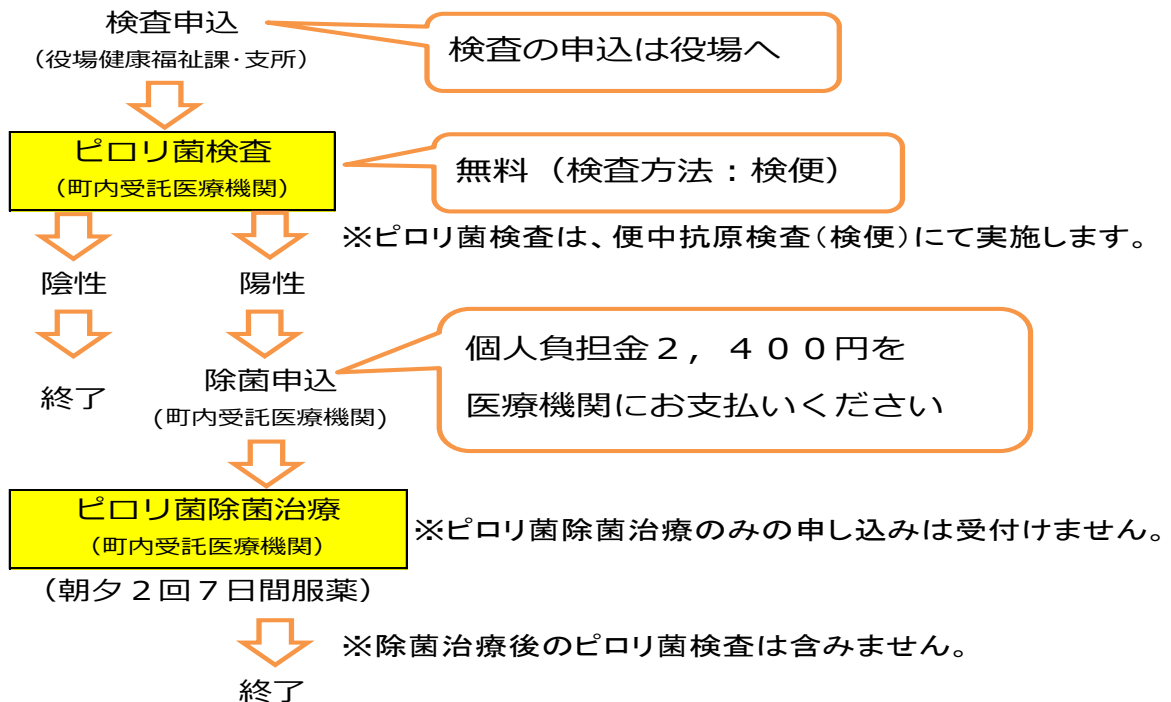 検査申込
（役場健康福祉課・支所）
検査の申込は役場へ
ピロリ菌検査
（町内受託医療機関）
無料（検査方法：検便）
※ピロリ菌検査は、便中抗原検査（検便）にて実施します。
陰性
陽性
終了
除菌申込
（町内受託医療機関）
個人負担金２，４００円を
医療機関にお支払いください
ピロリ菌除菌治療
（町内受託医療機関）
※ピロリ菌除菌治療のみの申し込みは受付けません。
（朝夕２回７日間服薬）
※除菌治療後のピロリ菌検査は含みません。
終了